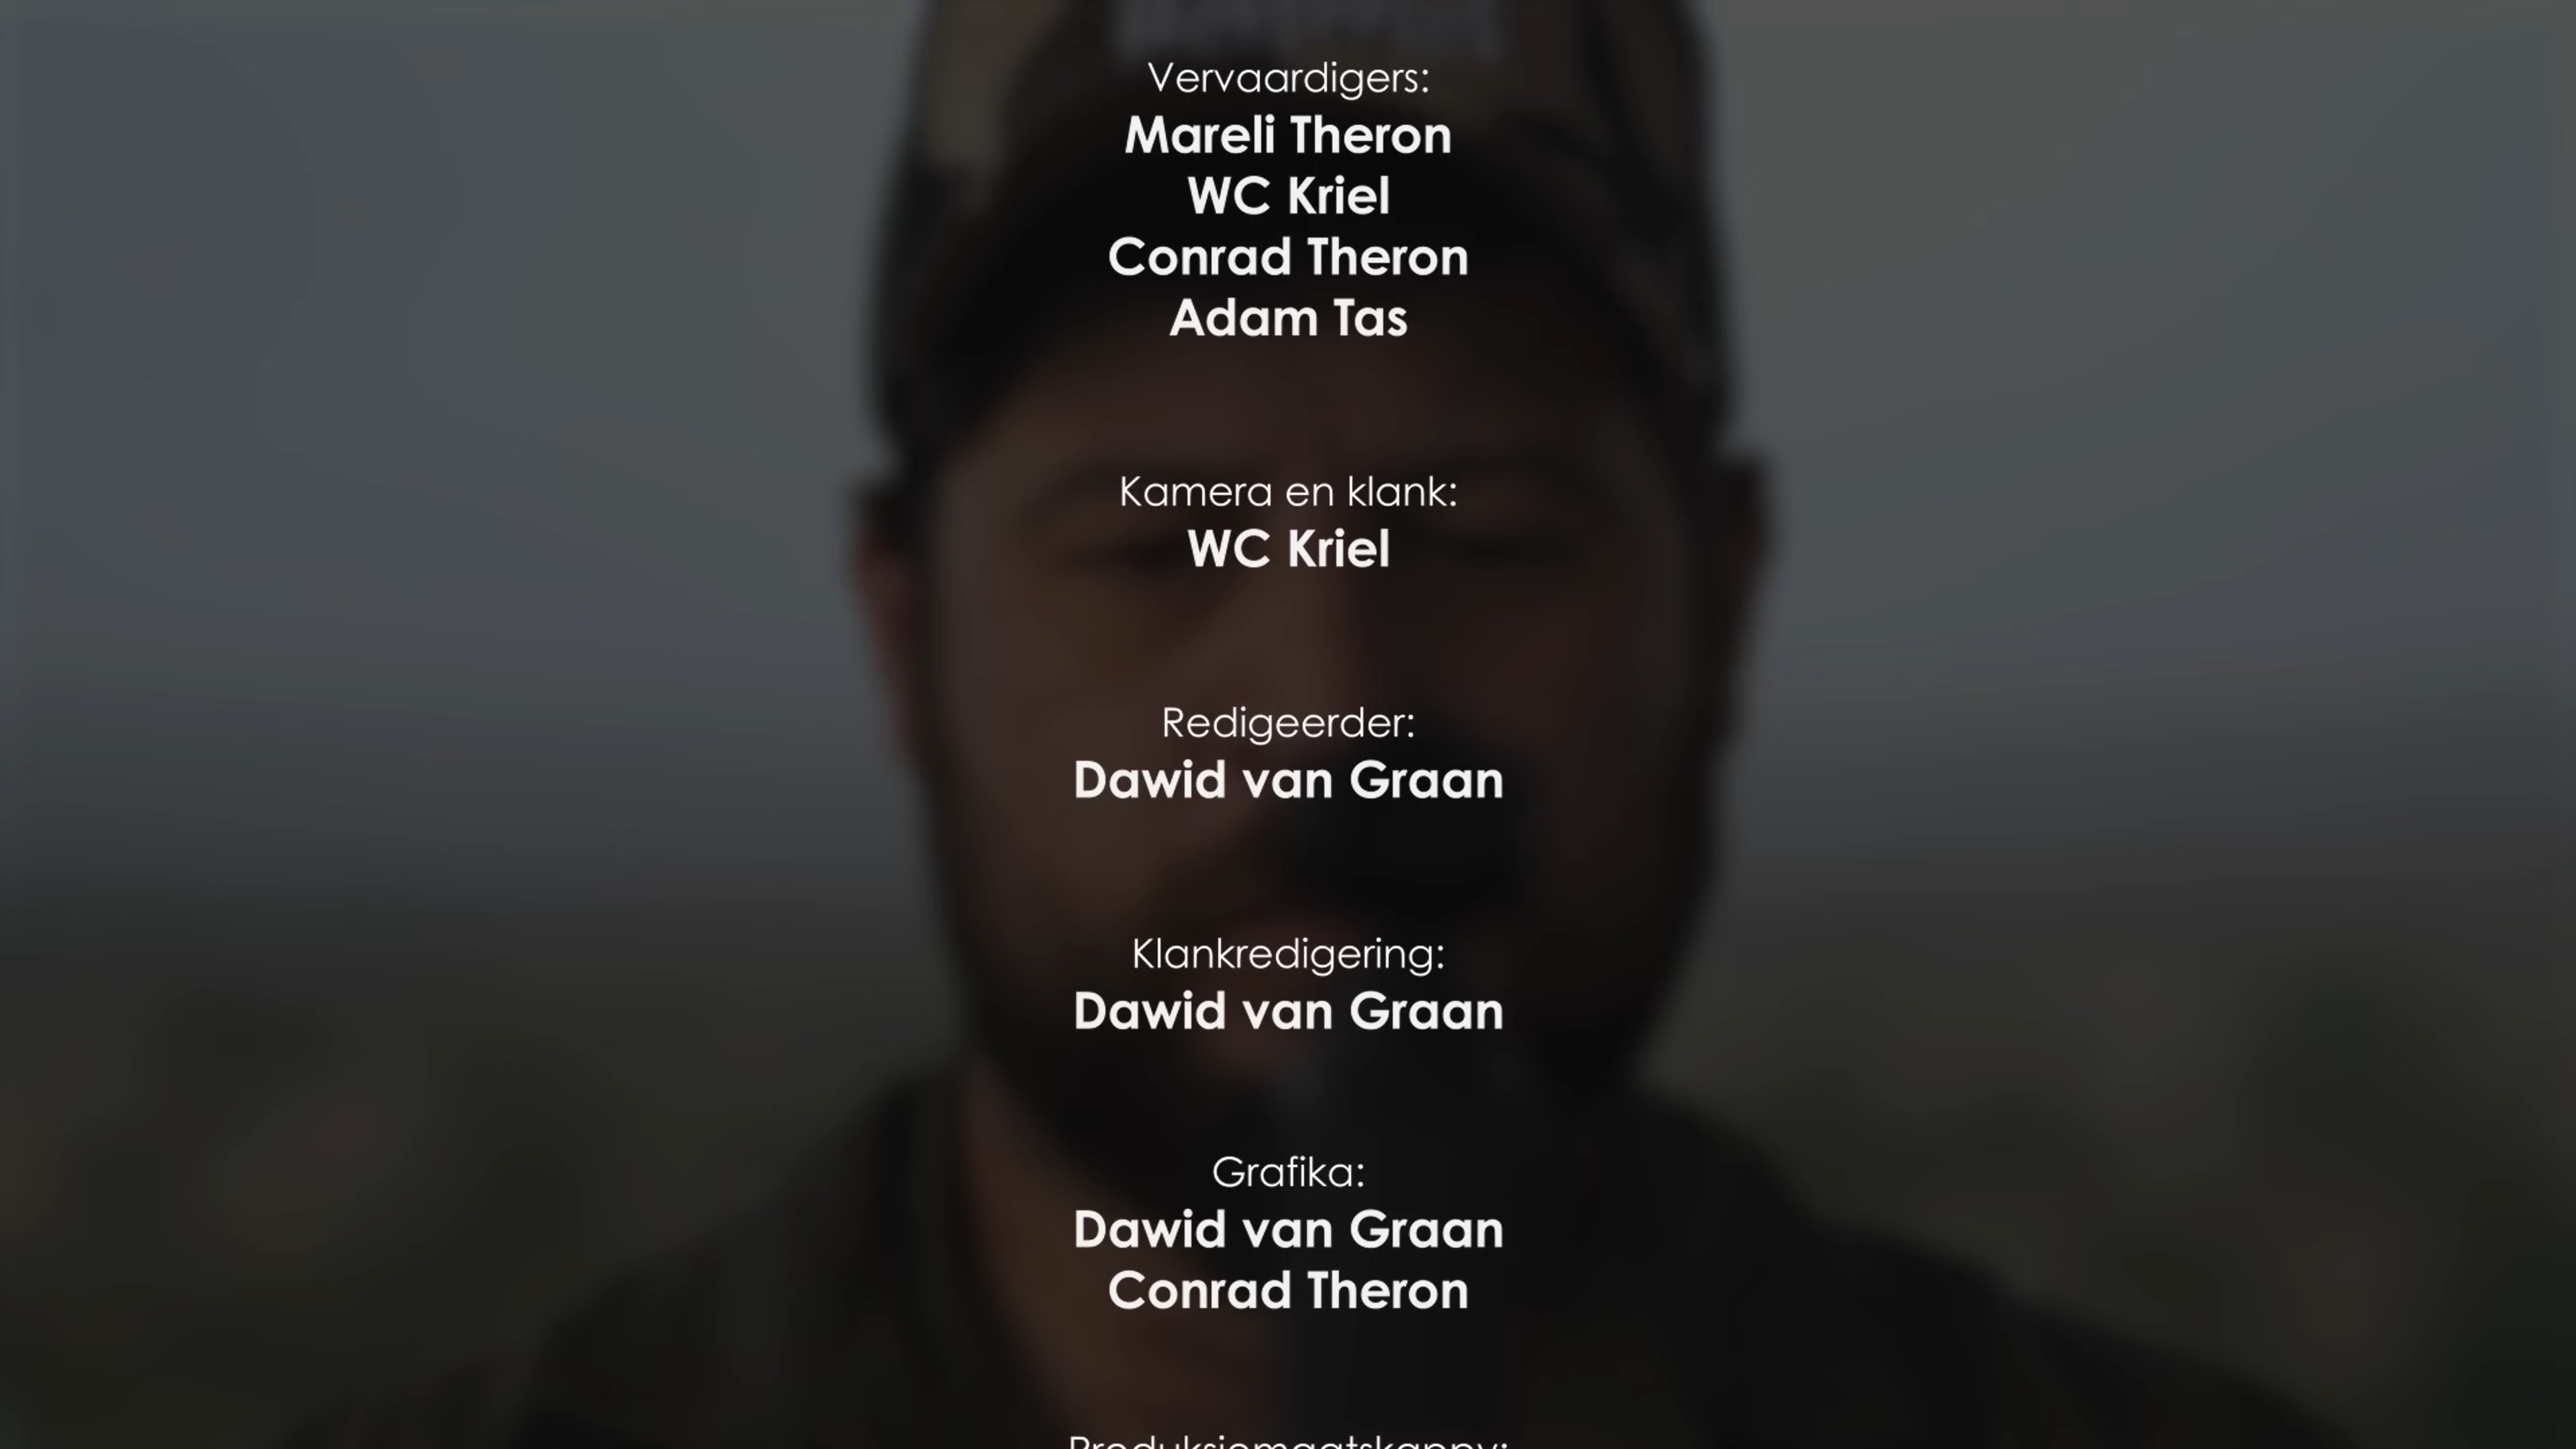 Vervaardigers:
Mareli Theron
WC Kriel
Conrad Theron
Adam Tas
Kamera en klank:
WC Kriel
Redigeerder:
Dawid van Graan
Klankredigering:
Dawid van Graan
Grafika:
Dawid van Graan
Conrad Theron
Produksiemaatskappy: